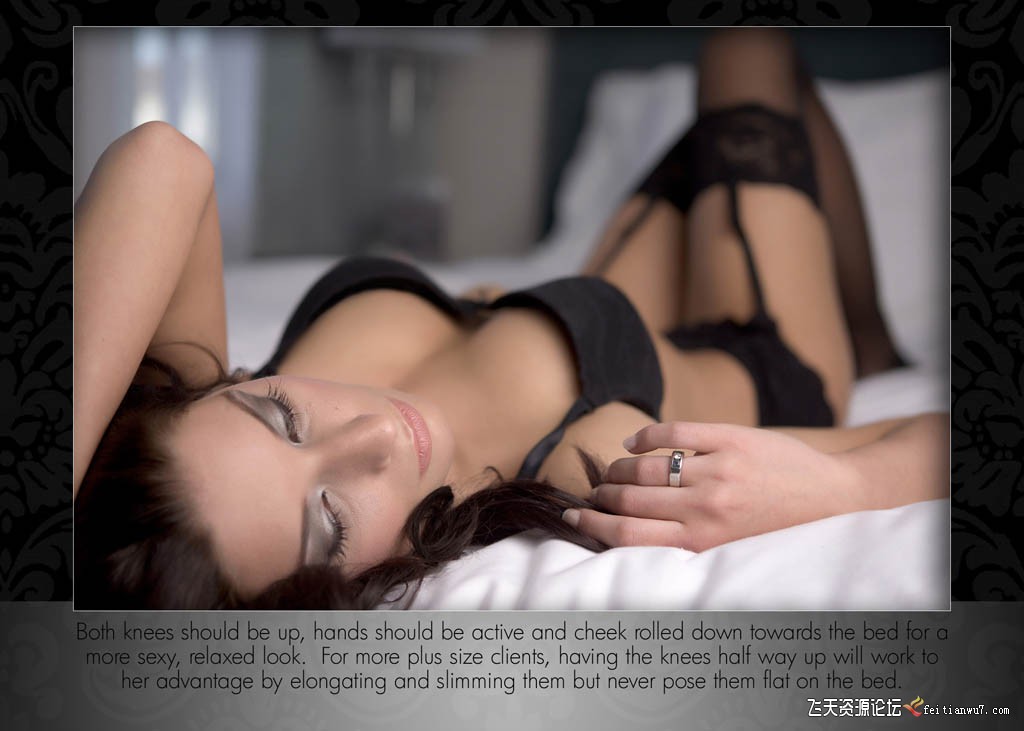 Both knees should be up, hands should be active and cheek rolled down towards the bed for a
more sexy, relaxed look.  For more plus size clients, having the knees half way up will work to
her advantage by elongating and slimming them but never pose them flat on the bed.
飞天资源论坛 feitianwu7.com